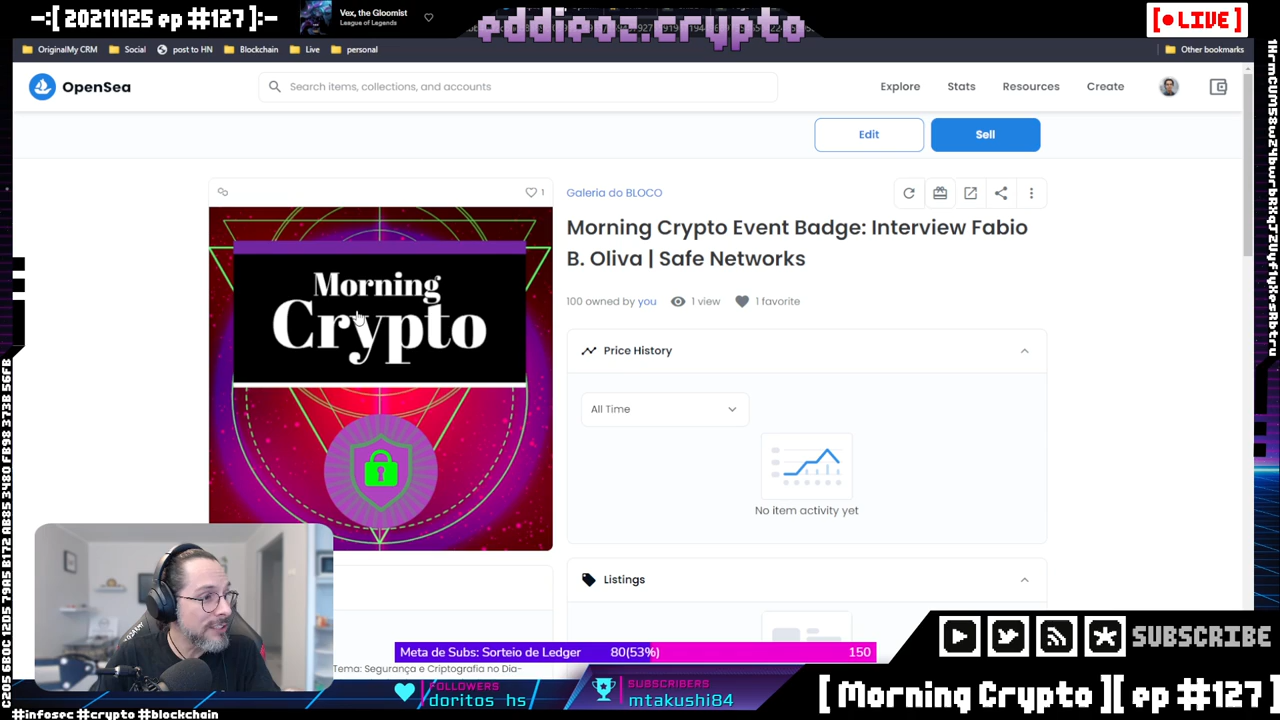 -:[ 20211125 ep #127 ]:-
Vex, the Gloomist
League of Legends
eddieoz.crypto
[ • LIVE ]
OriginalMy CRM
Social
post to HN
Blockchain
Live
personal
Other bookmarks
OpenSea
Search items, collections, and accounts
Explore
Stats
Resources
Create
Edit
Sell
1
Galeria do BLOCO
Morning Crypto Event Badge: Interview Fabio
B. Oliva | Safe Networks
100 owned by you
1 view
1 favorite
Morning
Crypto
Price History
All Time
No item activity yet
Listings
Meta de Subs: Sorteio de Ledger 80(53%) 150
Tema: Segurança e Criptografia no Dia-
FOLLOWERS
doritos hs
SUBSCRIBERS
mtakushi84
SUBSCRIBE
[ Morning Crypto ][ ep #127 ]
#infosec #crypto #blockchain